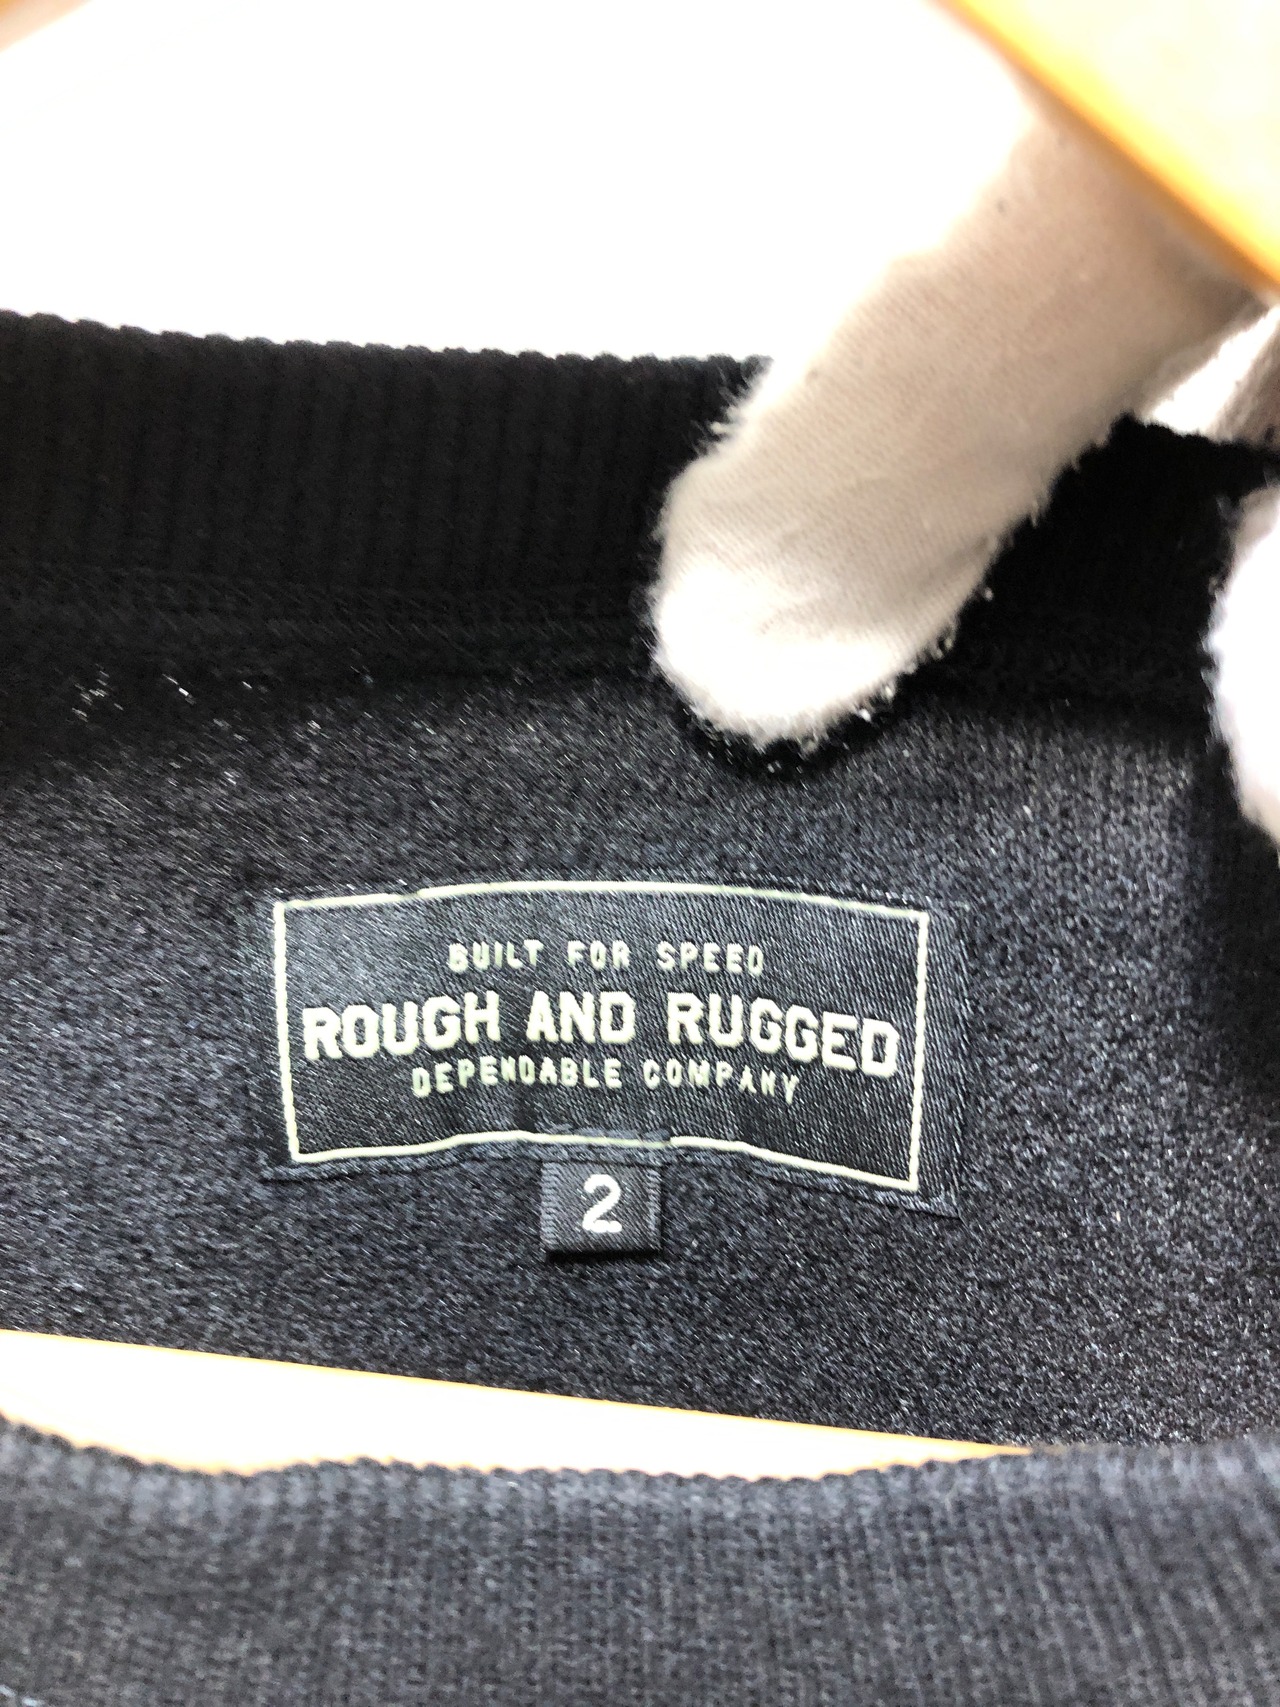 BUILT FOR SPEED
ROUGH AND RUGGED
DEPENDABLE COMPANY
2